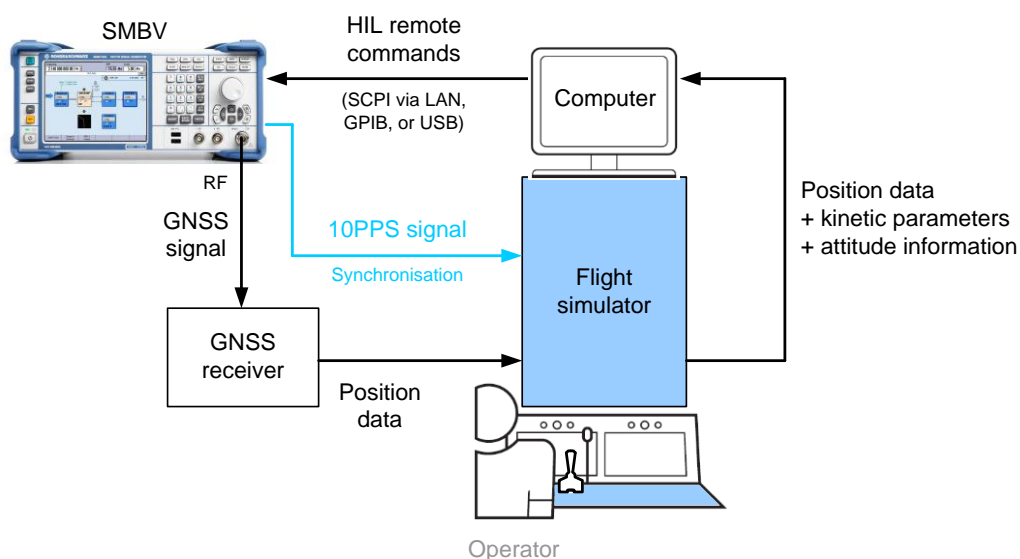 SMBV
HIL remote
commands
(SCPI via LAN,
GPIB, or USB)
Computer
RF
GNSS
signal
10PPS signal
Synchronisation
Position data
+ kinetic parameters
+ attitude information
Flight
simulator
GNSS
receiver
Position
data
Operator